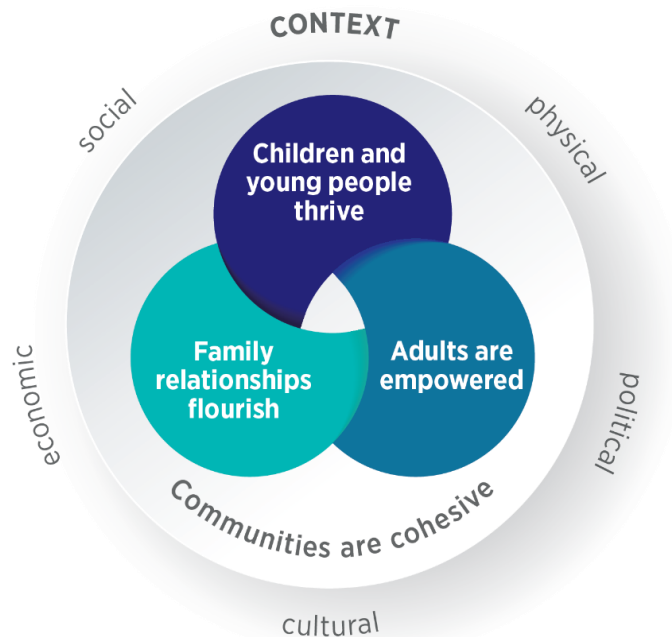 CONTEXT
social
physical
Children and
young people
thrive
Family
relationships
flourish
Adults are
empowered
economic
political
Communities are cohesive
cultural